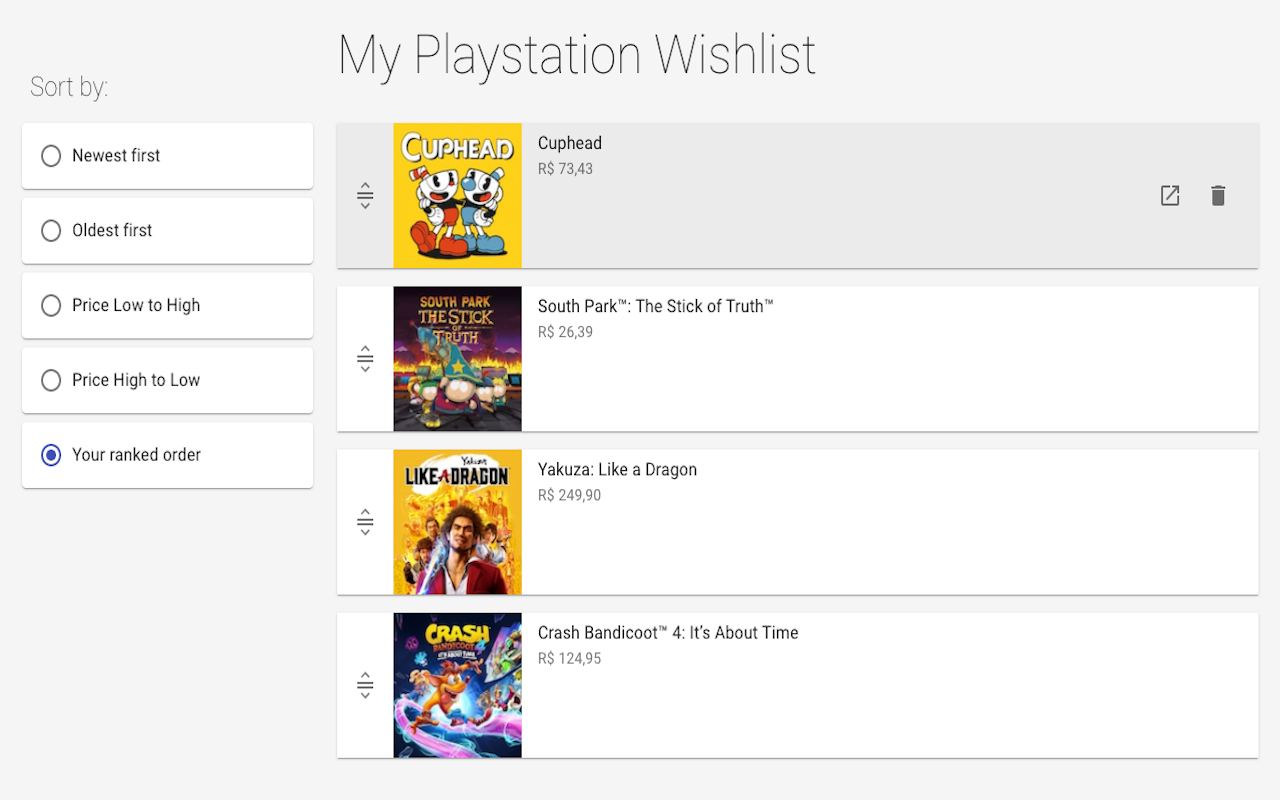 My Playstation Wishlist
Sort by:
Newest first
Oldest first
Price Low to High
Price High to Low
Your ranked order
CUPHEAD
Cuphead
R$ 73,43
SOUTH PARK
THE STICK
OF
TRUTH
South Park™: The Stick of Truth™
R$ 26,39
Yakuza
LIKE A DRAGON
Yakuza: Like a Dragon
R$ 249,90
CRASH
BANDICOOT 4
IT'S ABOUT TIME
Crash Bandicoot™ 4: It’s About Time
R$ 124,95